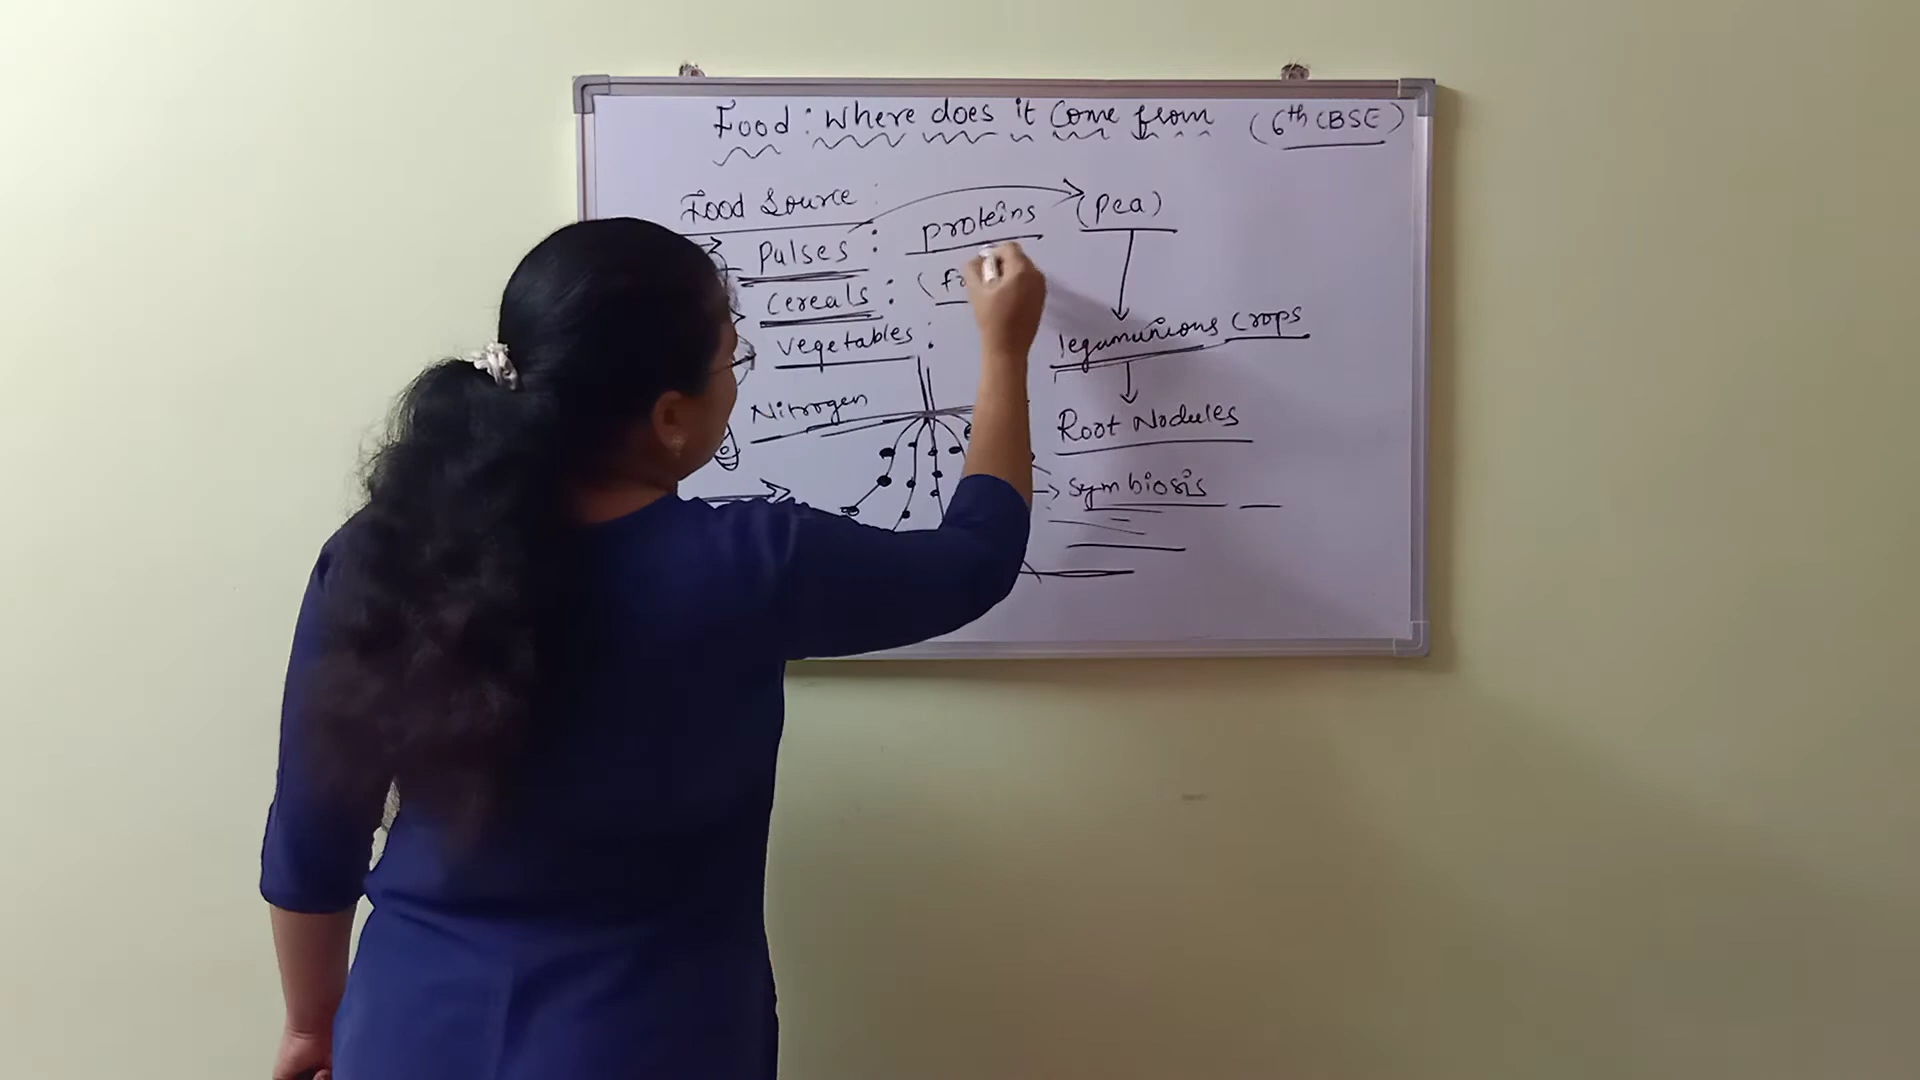 Food : Where does it Come from (6th CBSE)
Food Source :
Pulses : proteins (Pea)
Cereals : (
Vegetables :
legumunious Crops
Nitrogen
Root Nodules
Symbiosis